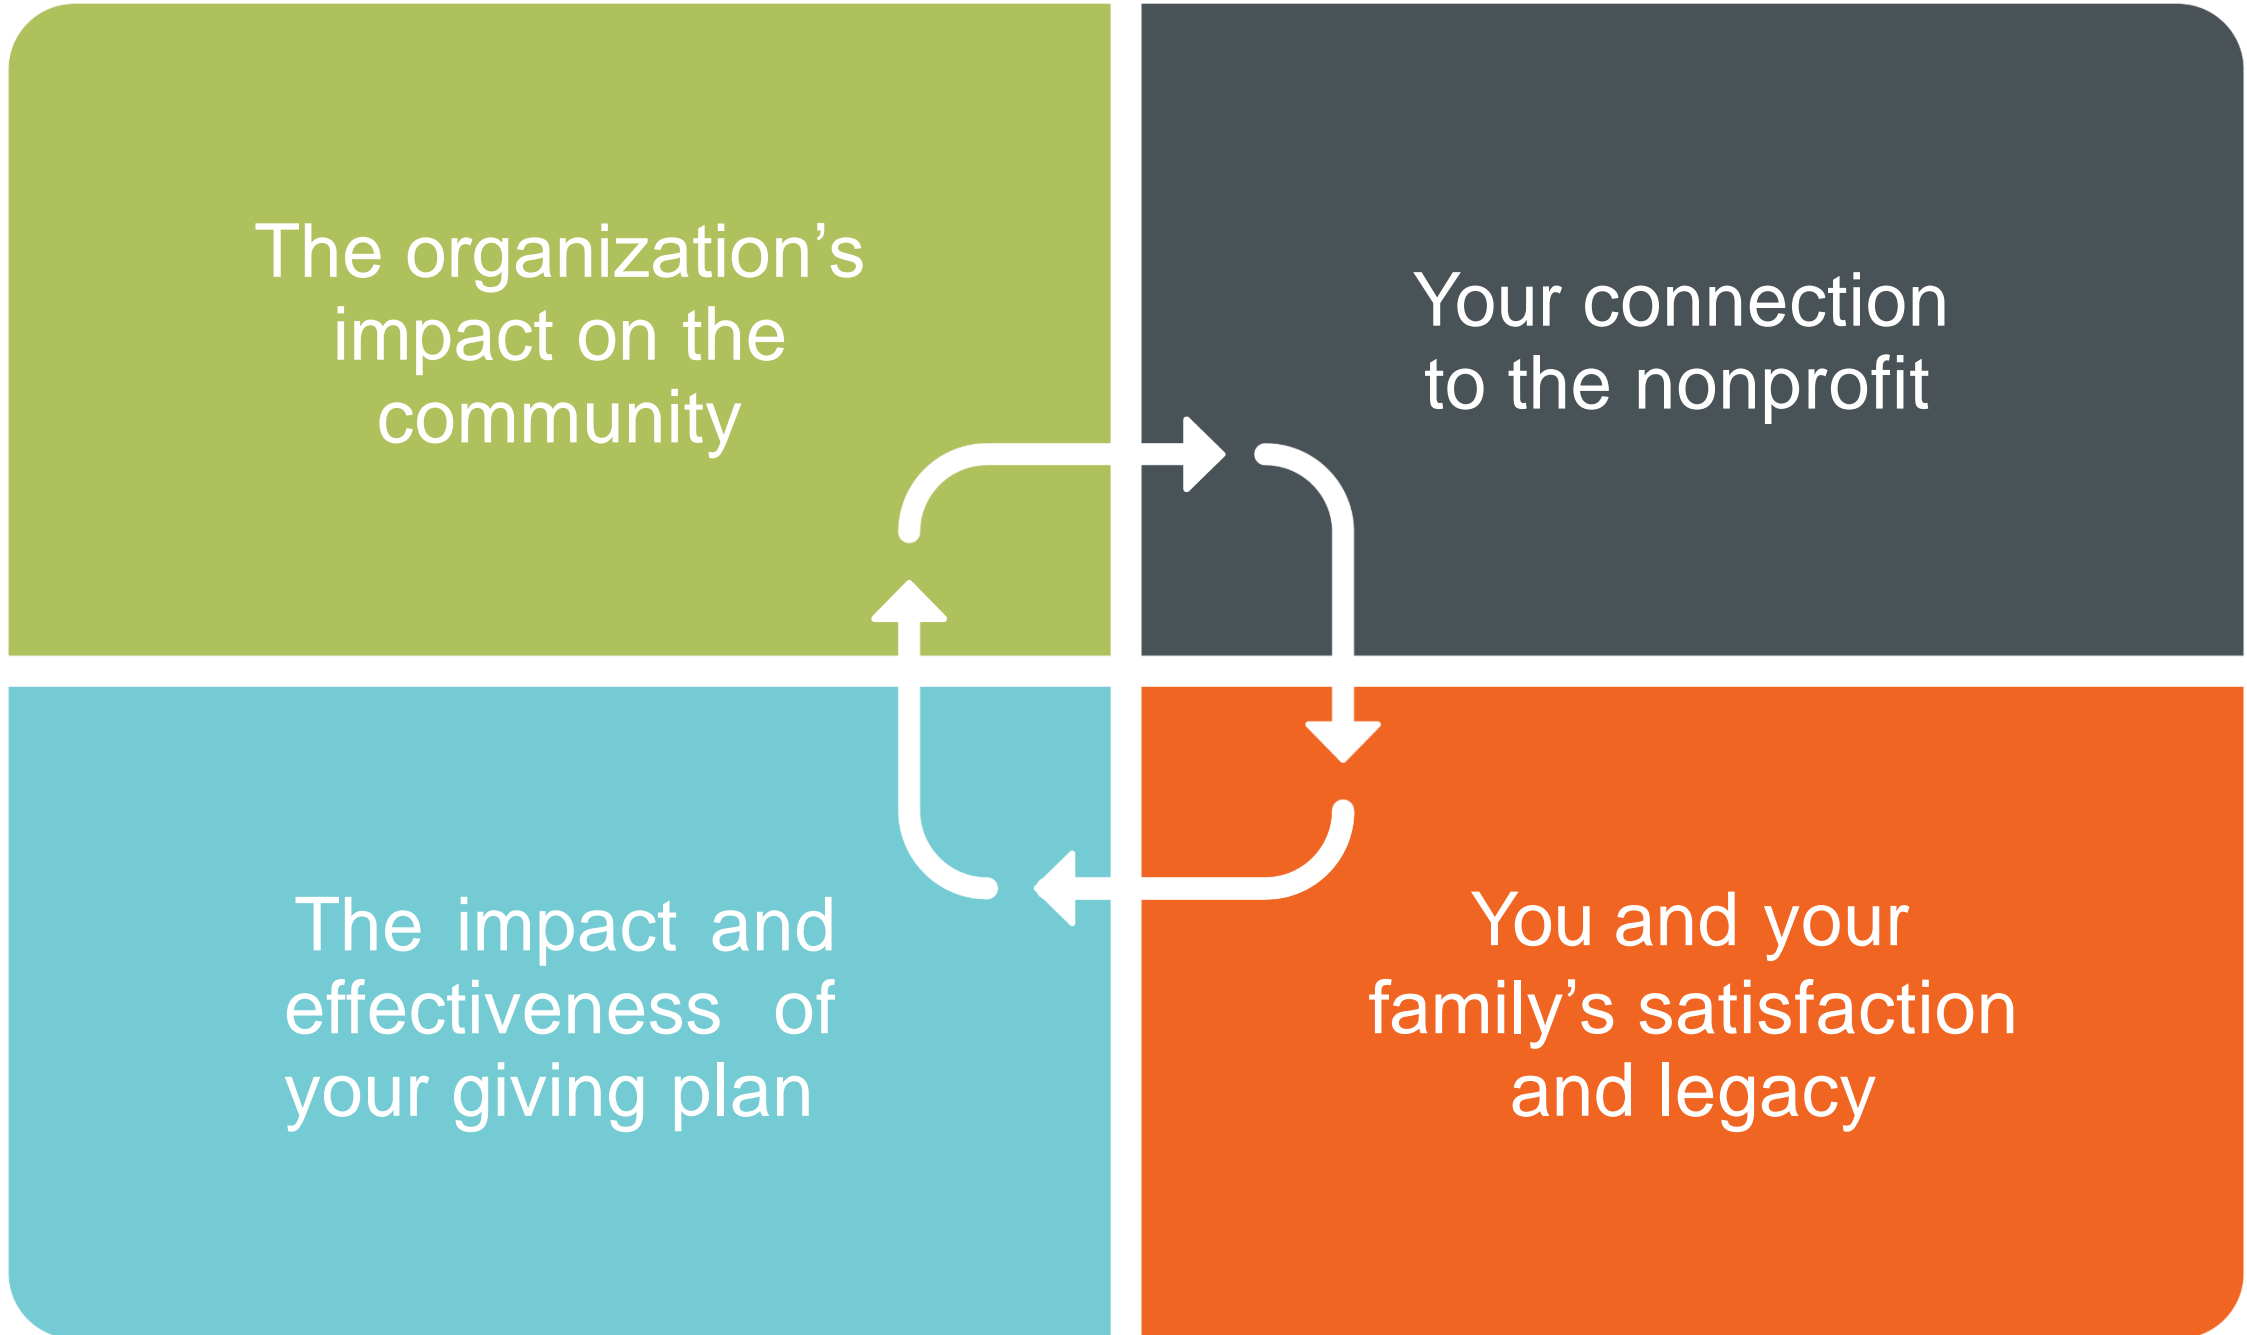 The organization’s
impact on the
community
Your connection
to the nonprofit
The impact and
effectiveness of
your giving plan
You and your
family’s satisfaction
and legacy